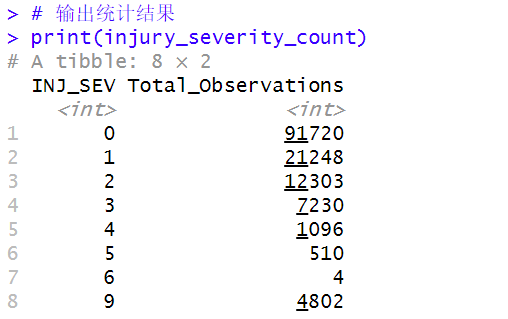 > # 输出统计结果
> print(injury_severity_count)
# A tibble: 8 × 2
  INJ_SEV Total_Observations
    <int>              <int>
1       0              91720
2       1              21248
3       2              12303
4       3               7230
5       4               1096
6       5                510
7       6                  4
8       9               4802